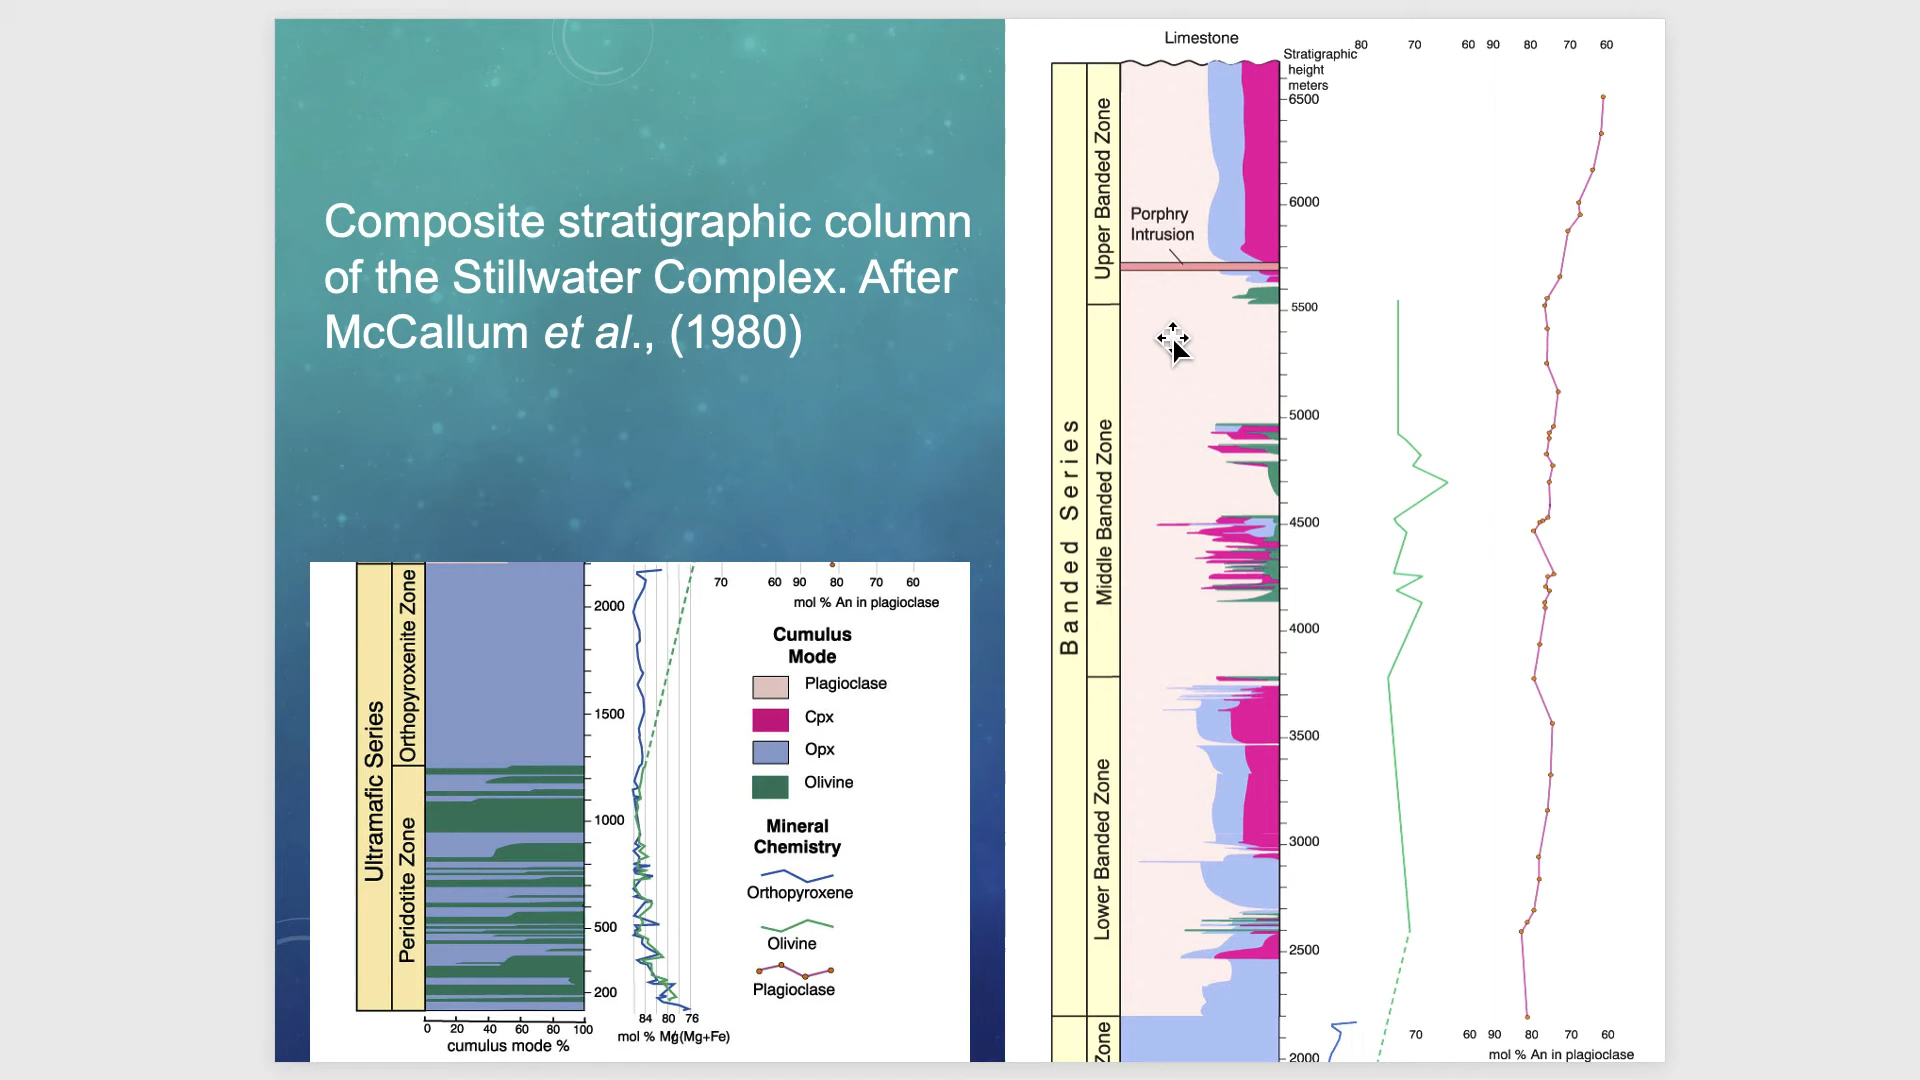 Composite stratigraphic column
of the Stillwater Complex. After
McCallum et al., (1980)
Ultramafic Series
Orthopyroxenite Zone
Peridotite Zone
2000
1500
1000
500
200
0 20 40 60 80 100
cumulus mode %
84 80 76
mol % Mg/(Mg+Fe)
70 60 90 80 70 60
mol % An in plagioclase
Cumulus
Mode
Plagioclase
Cpx
Opx
Olivine
Mineral
Chemistry
Orthopyroxene
Olivine
Plagioclase
Limestone
Stratigraphic
height
meters
80 70 60 90 80 70 60
Banded Series
Upper Banded Zone
Middle Banded Zone
Lower Banded Zone
Zone
Porphry
Intrusion
6500
6000
5500
5000
4500
4000
3500
3000
2500
2000
70 60 90 80 70 60
mol % An in plagioclase